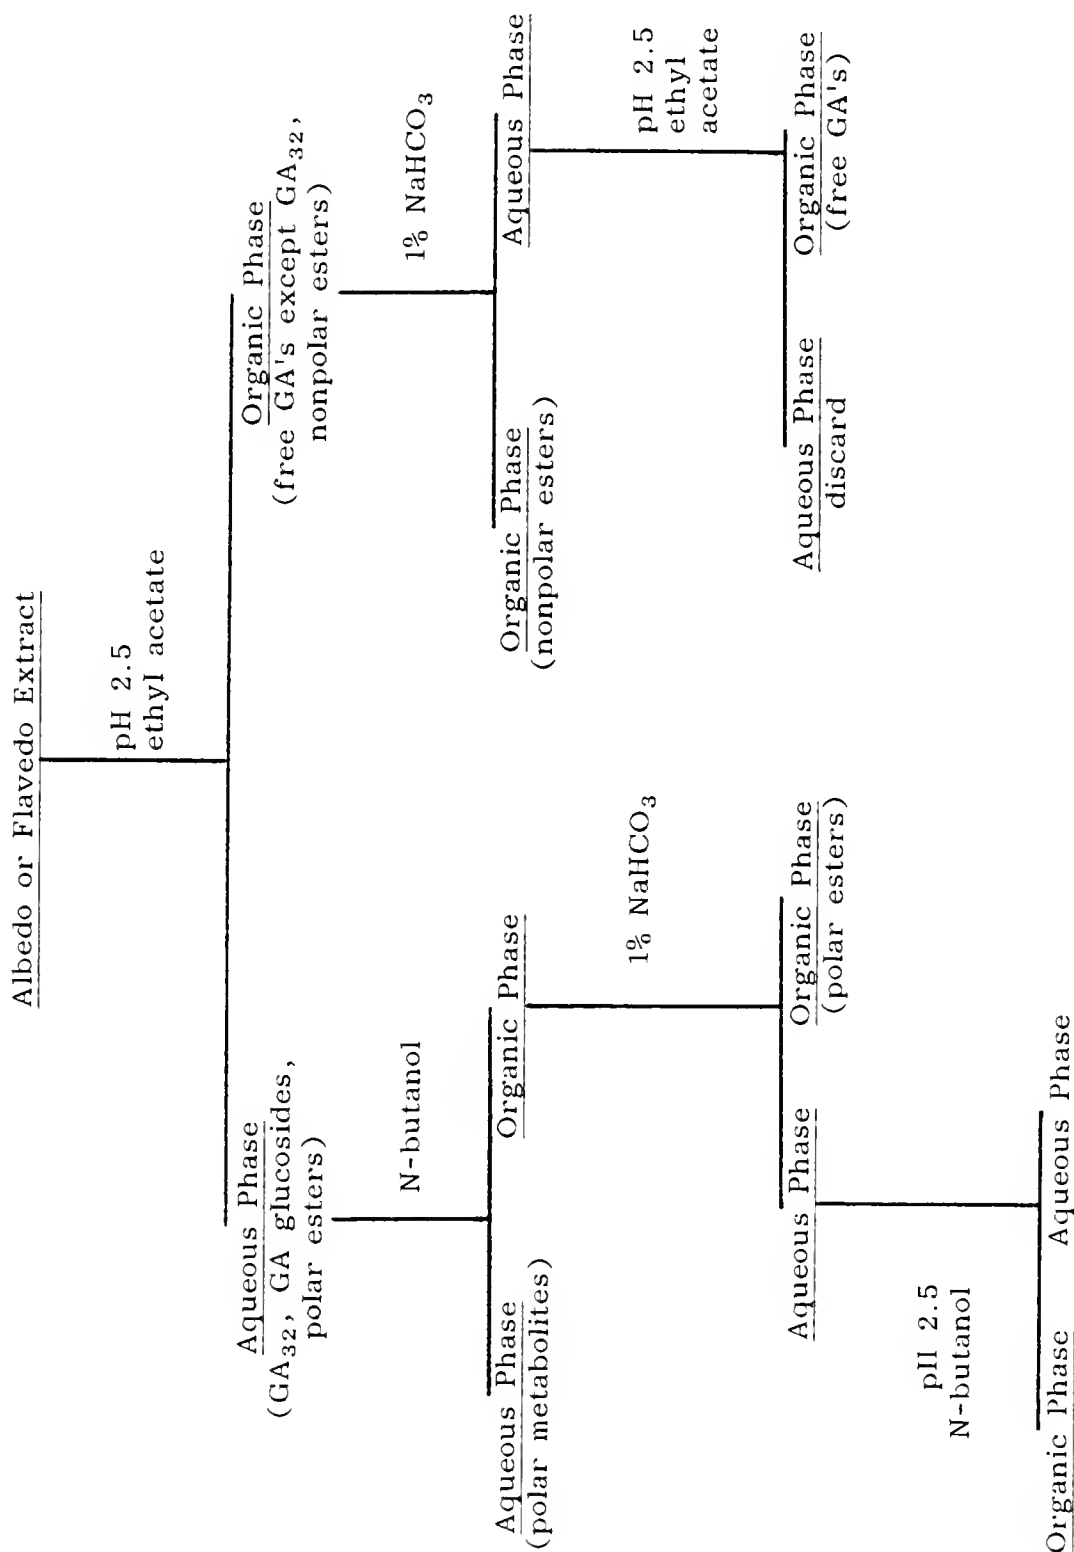 Albedo or Flavedo Extract
pH 2.5
ethyl acetate
Aqueous Phase
(GA₃₂, GA glucosides,
polar esters)
Organic Phase
(free GA's except GA₃₂,
nonpolar esters)
N-butanol
1% NaHCO₃
Aqueous Phase
(polar metabolites)
Organic Phase
Organic Phase
(nonpolar esters)
Aqueous Phase
1% NaHCO₃
pH 2.5
ethyl
acetate
Aqueous Phase
Organic Phase
(polar esters)
Aqueous Phase
discard
Organic Phase
(free GA's)
pH 2.5
N-butanol
Organic Phase
Aqueous Phase